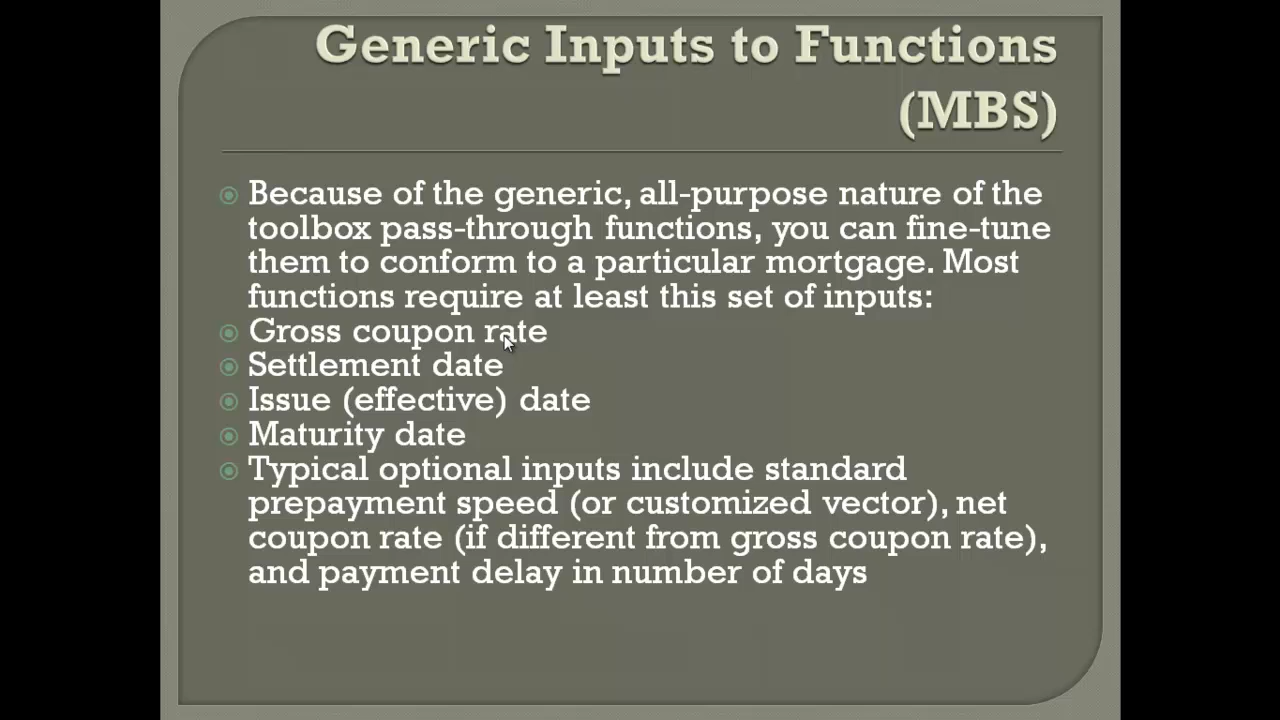 Generic Inputs to Functions
(MBS)
Because of the generic, all-purpose nature of the
toolbox pass-through functions, you can fine-tune
them to conform to a particular mortgage. Most
functions require at least this set of inputs:
Gross coupon rate
Settlement date
Issue (effective) date
Maturity date
Typical optional inputs include standard
prepayment speed (or customized vector), net
coupon rate (if different from gross coupon rate),
and payment delay in number of days